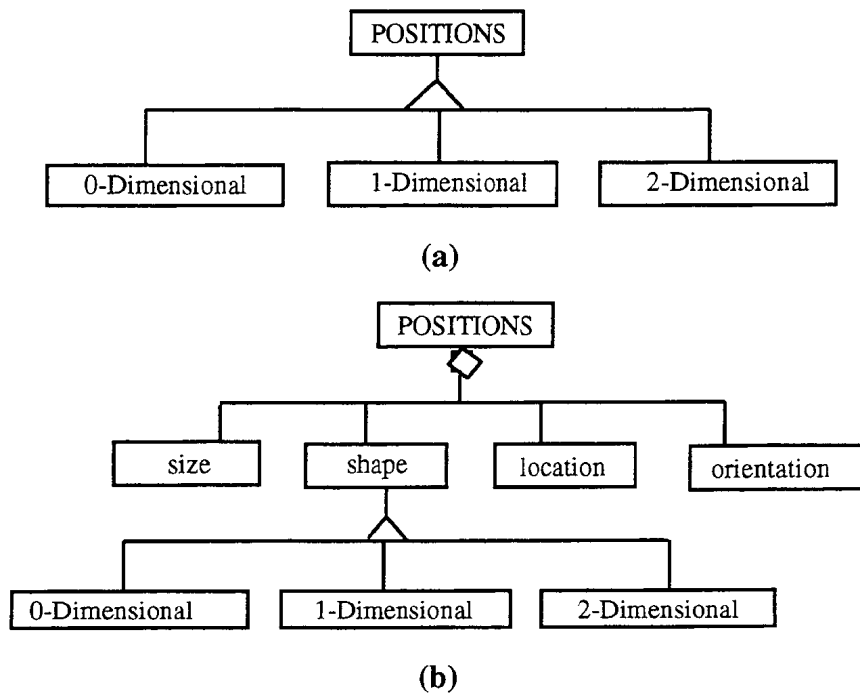 POSITIONS
0-Dimensional 1-Dimensional 2-Dimensional
(a)
POSITIONS
size shape location orientation
0-Dimensional 1-Dimensional 2-Dimensional
(b)